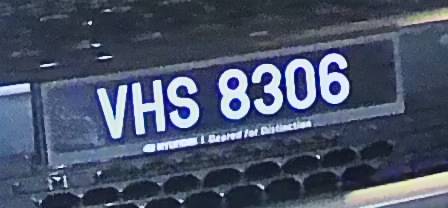 VHS 8306
HYUNDAI | Geared for Distinction